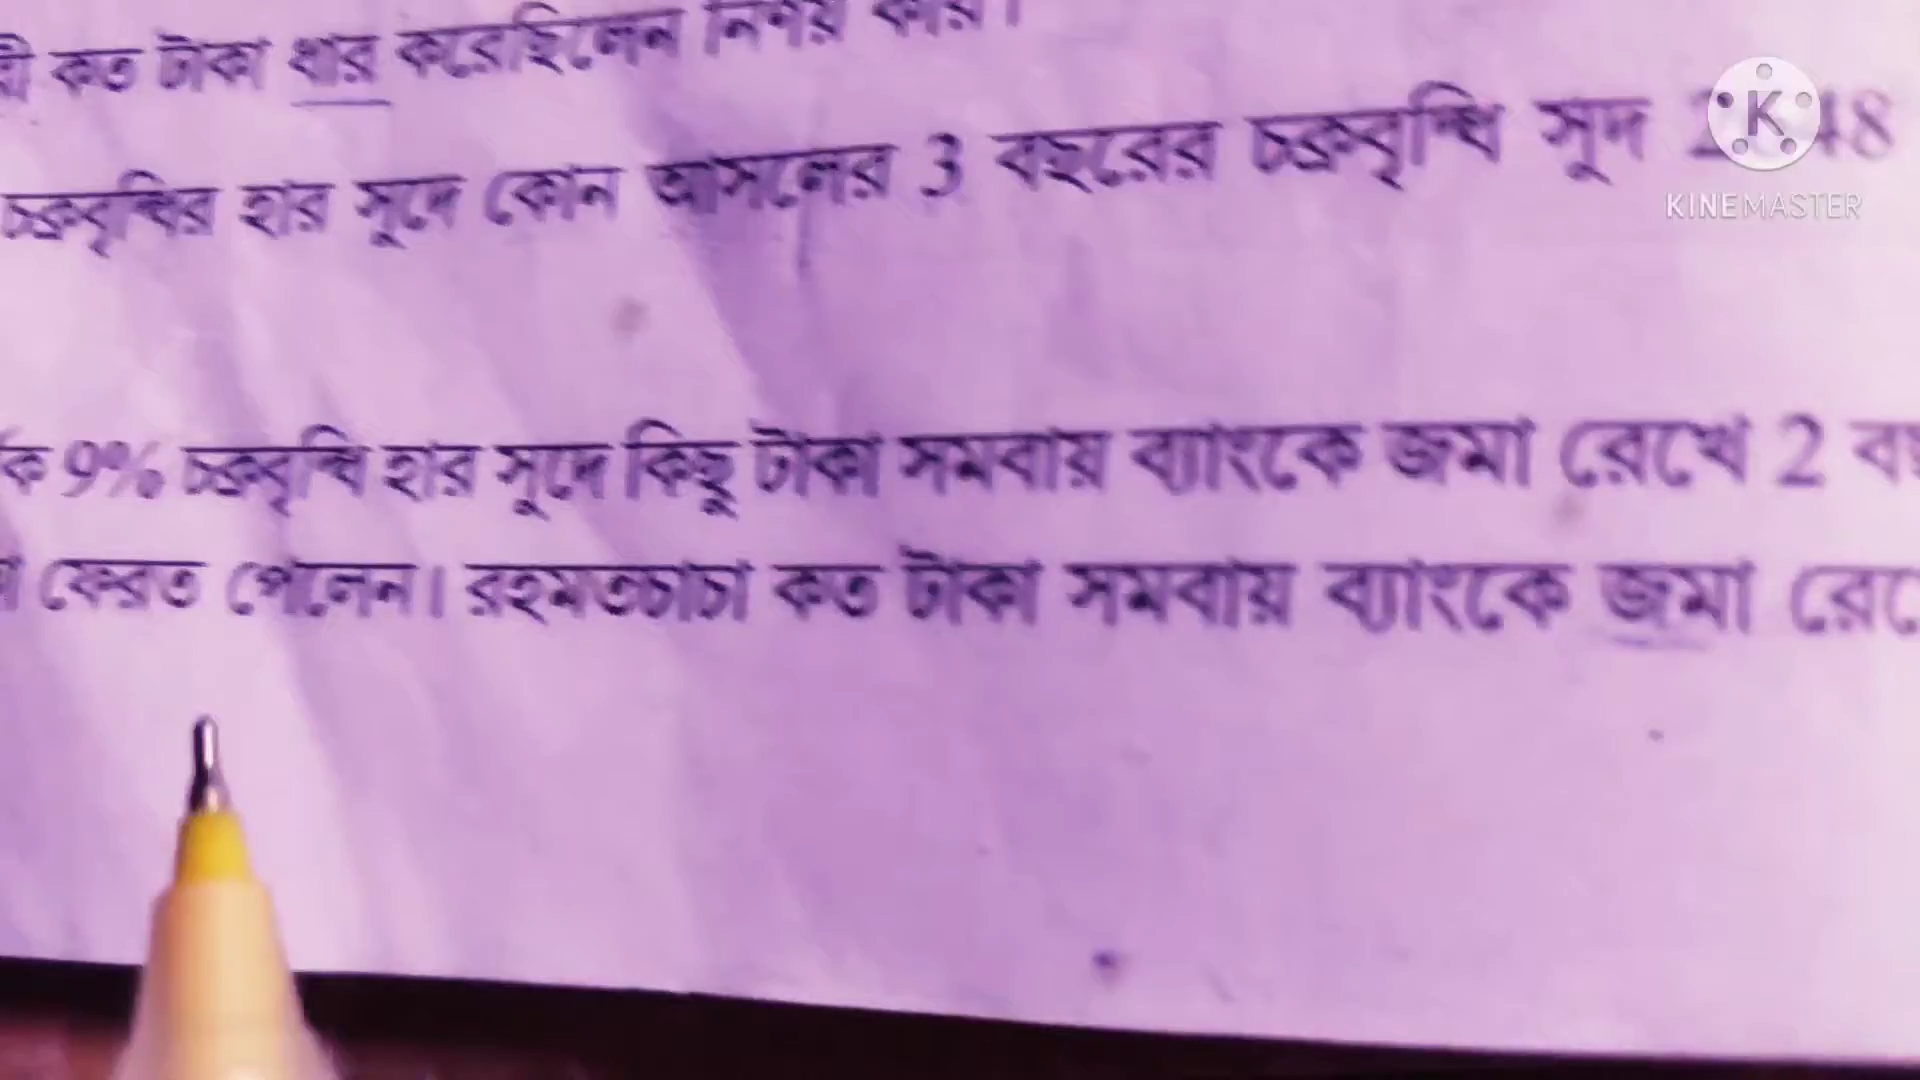 কত টাকা ধার করেছিলেন নির্ণয় করি।
চক্রবৃদ্ধির হার সুদে কোন আসলের 3 বছরের চক্রবৃদ্ধি সুদ
KINEMASTER
9% চক্রবৃদ্ধি হার সুদে কিছু টাকা সমবায় ব্যাংকে জমা রেখে 2
ফেরত পেলেন। রহমতচাচা কত টাকা সমবায় ব্যাংকে জমা